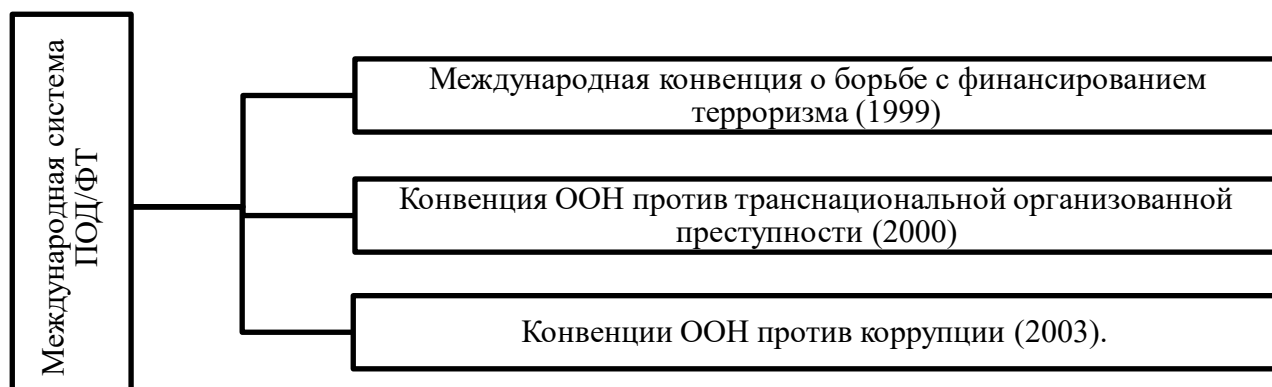 Международная система
ПОД/ФТ
Международная конвенция о борьбе с финансированием
терроризма (1999)
Конвенция ООН против транснациональной организованной
преступности (2000)
Конвенции ООН против коррупции (2003).